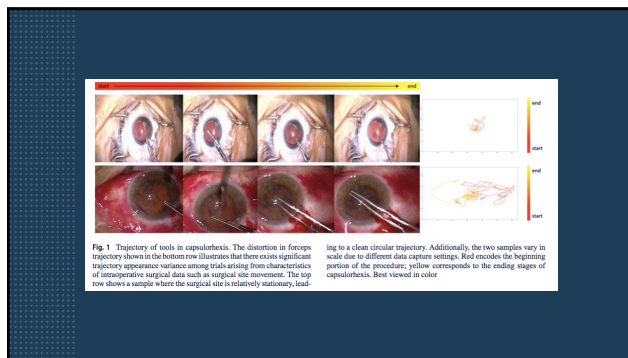 start end
end
start
end
start
Fig. 1 Trajectory of tools in capsulorhexis. The distortion in forceps
trajectory shown in the bottom row illustrates that there exists significant
trajectory appearance variance among trials arising from characteristics
of intraoperative surgical data such as surgical site movement. The top
row shows a sample where the surgical site is relatively stationary, lead-
ing to a clean circular trajectory. Additionally, the two samples vary in
scale due to different data capture settings. Red encodes the beginning
portion of the procedure; yellow corresponds to the ending stages of
capsulorhexis. Best viewed in color